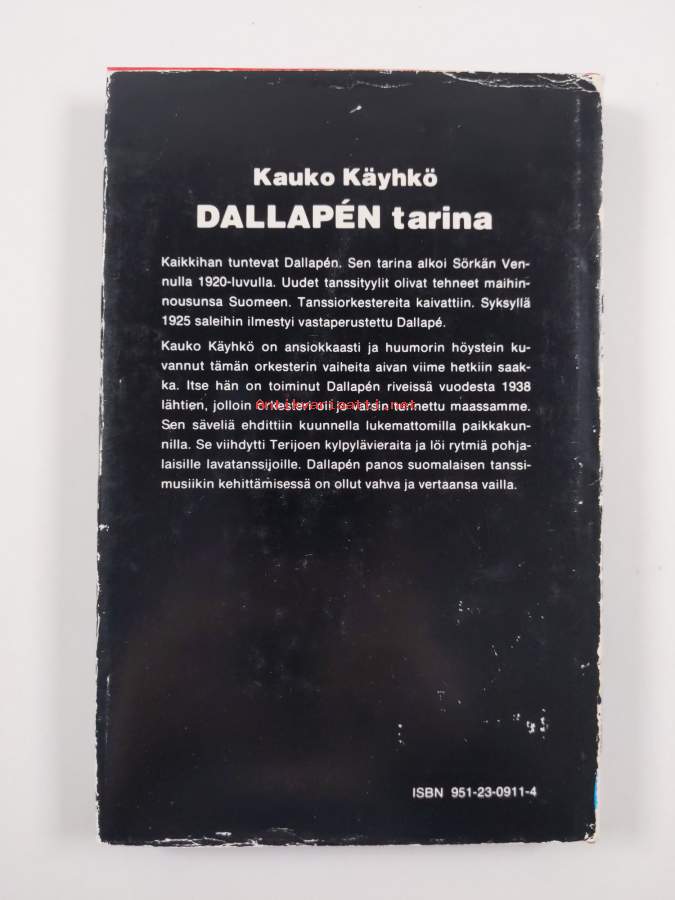 Kauko Käyhkö
DALLAPÉN tarina
Kaikkihan tuntevat Dallapén. Sen tarina alkoi Sörkän Ven-
nulla 1920-luvulla. Uudet tanssityylit olivat tehneet maihin-
nousunsa Suomeen. Tanssiorkestereita kaivattiin. Syksyllä
1925 saleihin ilmestyi vastaperustettu Dallapé.
Kauko Käyhkö on ansiokkaasti ja huumorin höystein ku-
vannut tämän orkesterin vaiheita aivan viime hetkiin saak-
ka. Itse hän on toiminut Dallapén riveissä vuodesta 1938
lähtien, jolloin orkesteri oli jo varsin tunnettu maassamme.
Antikvariaatti.net
Sen säveliä ehdittiin kuunnella lukemattomilla paikkakun-
nilla. Se viihdytti Terijoen kylpylävieraita ja löi rytmiä pohja-
laisille lavatanssijoille. Dallapén panos suomalaisen tanssi-
musiikin kehittämisessä on ollut vahva ja vertaansa vailla.
ISBN 951-23-0911-4